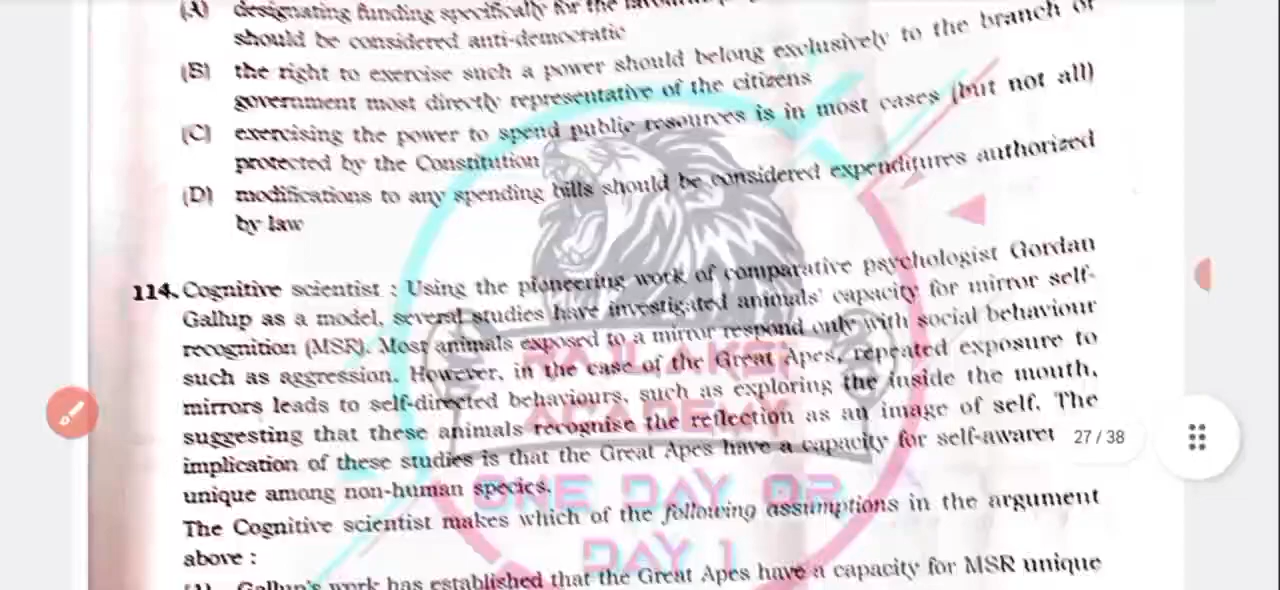 (A) designating funding specifically for the
should be considered anti-democratic
(B) the right to exercise such a power should belong exclusively to the branch of
government most directly representative of the citizens
(C) exercising the power to spend public resources is in most cases (but not all)
protected by the Constitution
(D) modifications to any spending bills should be considered expenditures authorized
by law
114. Cognitive scientist : Using the pioneering work of comparative psychologist Gordan
Gallup as a model, several studies have investigated animals' capacity for mirror self-
recognition (MSR). Most animals exposed to a mirror respond only with social behaviour
such as aggression. However, in the case of the Great Apes, repeated exposure to
mirrors leads to self-directed behaviours, such as exploring the inside the mouth,
suggesting that these animals recognise the reflection as an image of self. The
implication of these studies is that the Great Apes have a capacity for self-awaret
27 / 38
unique among non-human species.
The Cognitive scientist makes which of the following assumptions in the argument
above :
Gallup's work has established that the Great Apes have a capacity for MSR unique
ACADEMY
ONE DAY OR
DAY 1